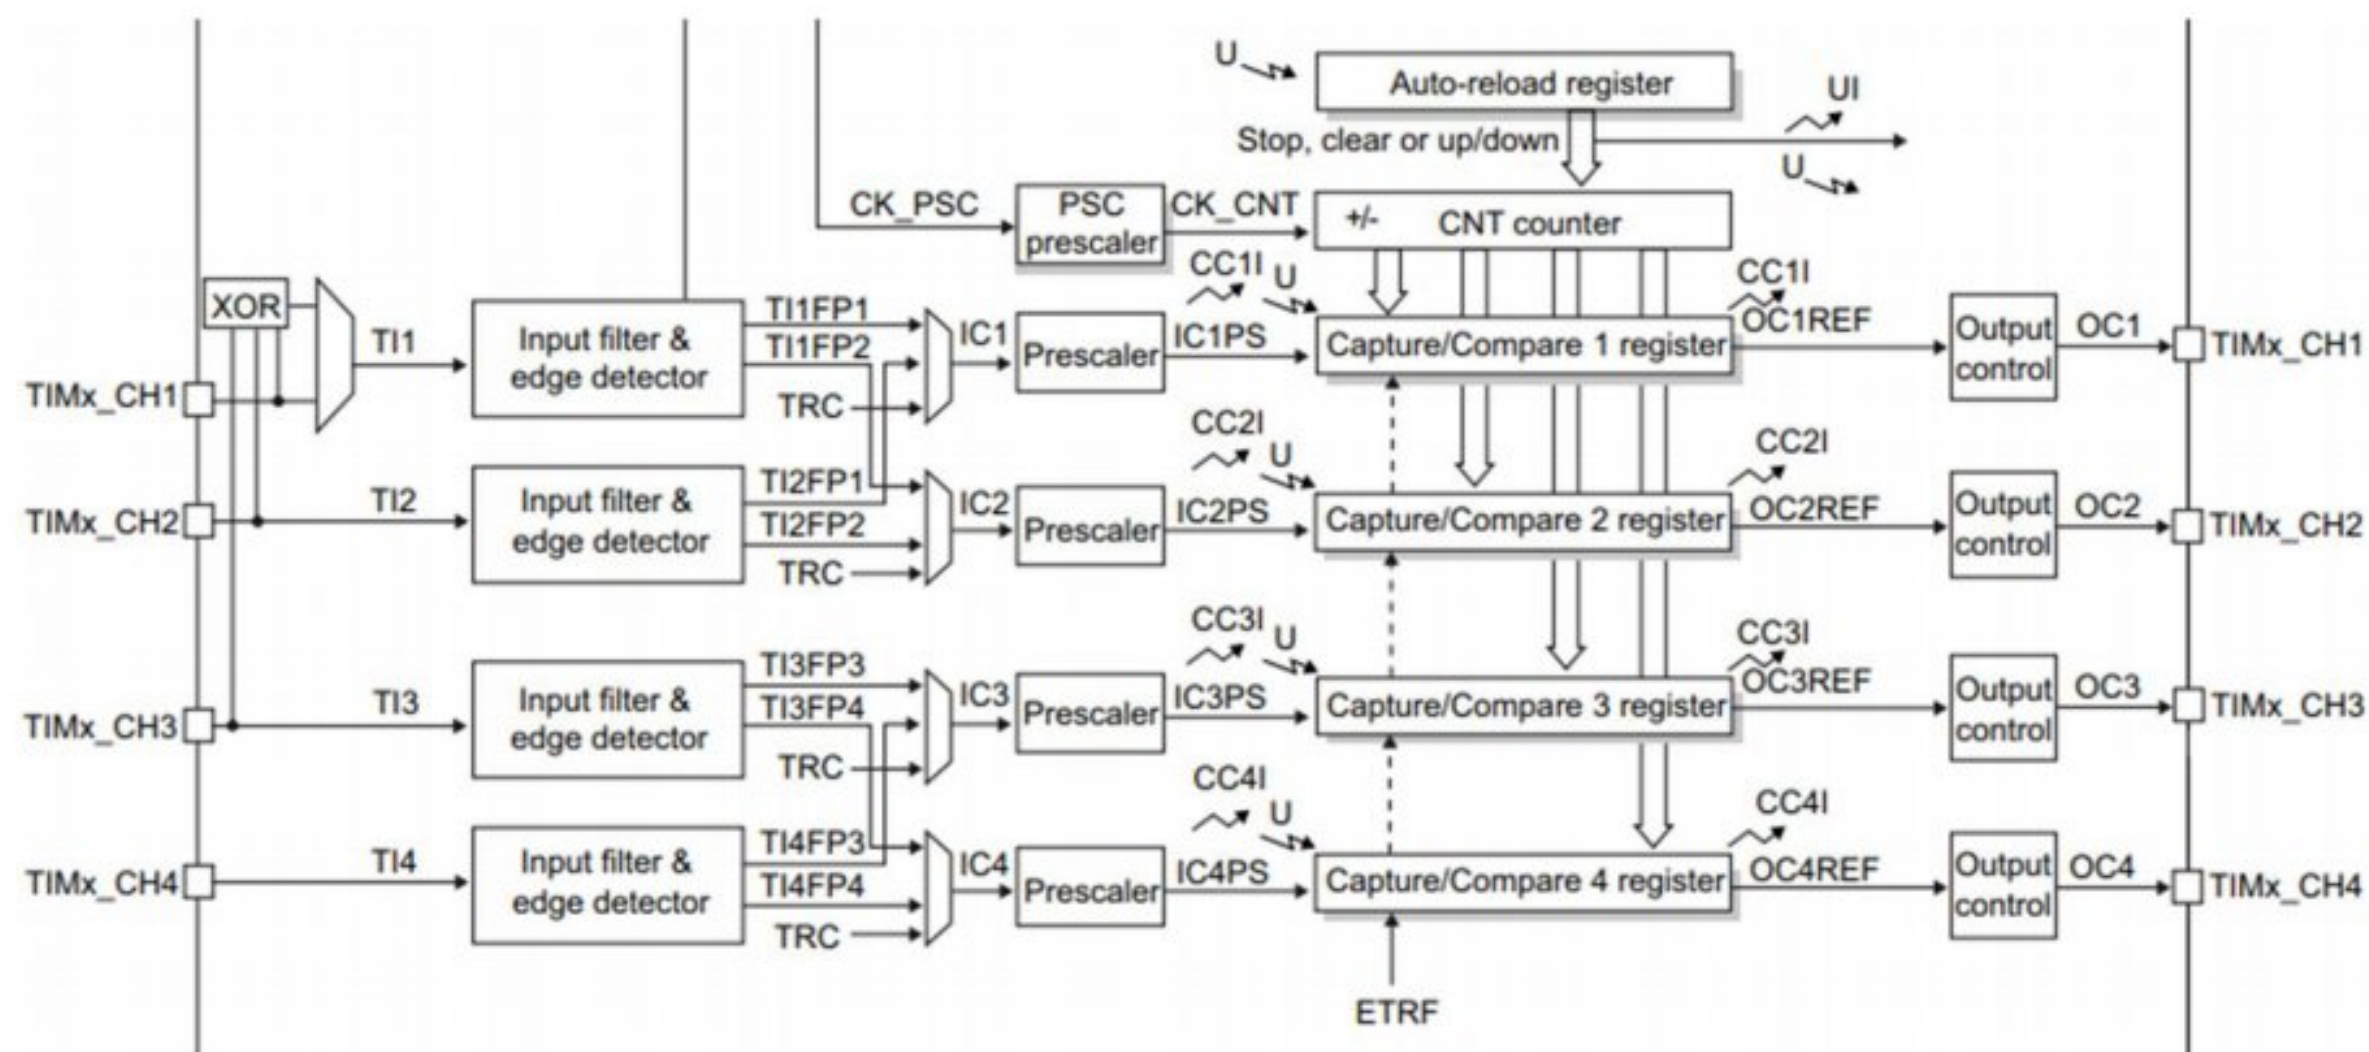 U
Auto-reload register
UI
Stop, clear or up/down
U
CK_PSC
PSC
prescaler
CK_CNT
+/-
CNT counter
XOR
TI1
Input filter &
edge detector
TI1FP1
TI1FP2
TRC
IC1
Prescaler
IC1PS
CC1I
U
Capture/Compare 1 register
CC1I
OC1REF
Output
control
OC1
TIMx_CH1
TIMx_CH1
TIMx_CH2
TI2
Input filter &
edge detector
TI2FP1
TI2FP2
TRC
IC2
Prescaler
IC2PS
CC2I
U
Capture/Compare 2 register
CC2I
OC2REF
Output
control
OC2
TIMx_CH2
TIMx_CH3
TI3
Input filter &
edge detector
TI3FP3
TI3FP4
TRC
IC3
Prescaler
IC3PS
CC3I
U
Capture/Compare 3 register
CC3I
OC3REF
Output
control
OC3
TIMx_CH3
TIMx_CH4
TI4
Input filter &
edge detector
TI4FP3
TI4FP4
TRC
IC4
Prescaler
IC4PS
CC4I
U
Capture/Compare 4 register
CC4I
OC4REF
Output
control
OC4
TIMx_CH4
ETRF